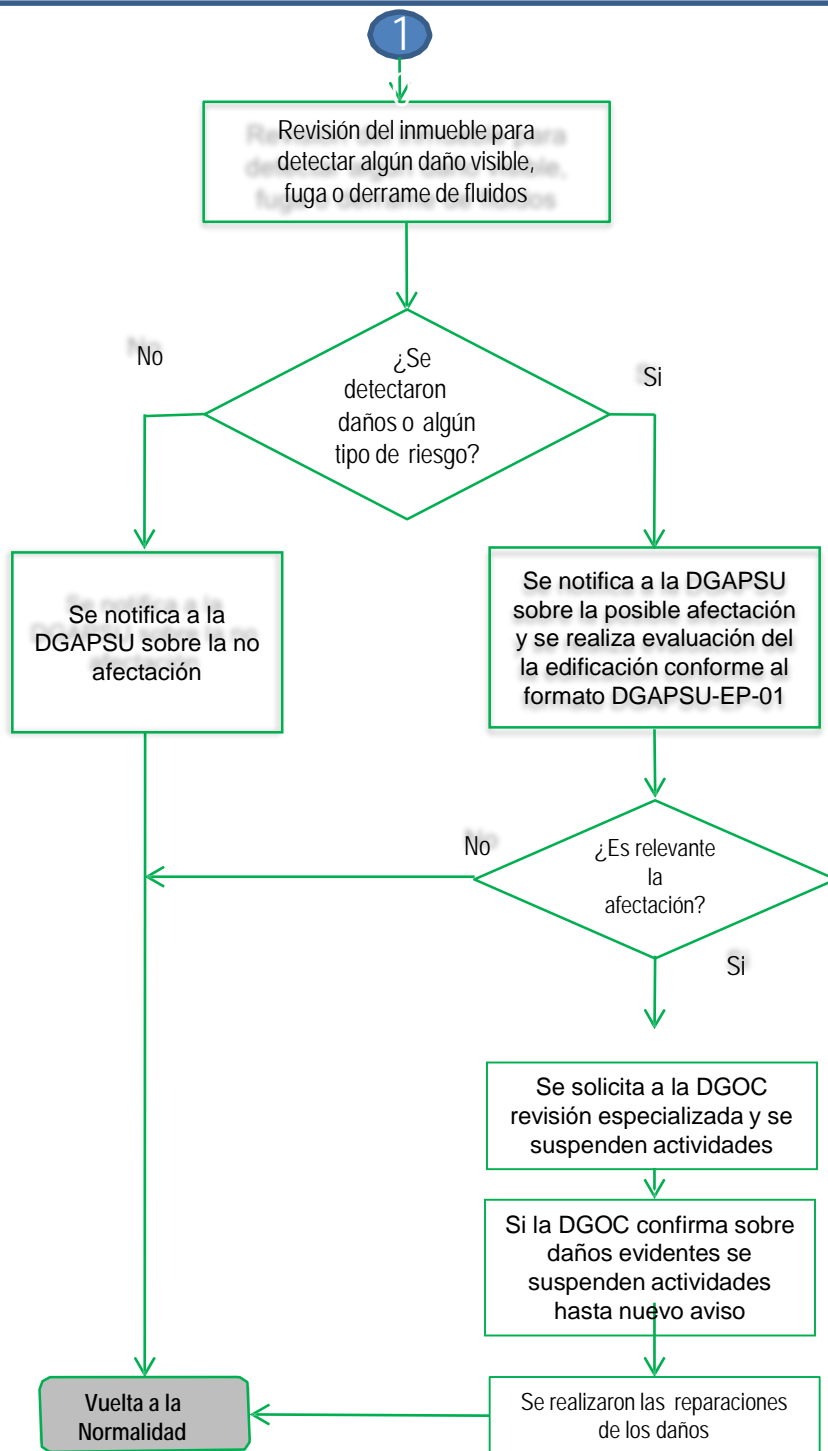 1
Revisión del inmueble para
detectar algún daño visible,
fuga o derrame de fluidos
¿Se
detectaron
daños o algún
tipo de riesgo?
No
Si
Se notifica a la
DGAPSU sobre la no
afectación
Se notifica a la DGAPSU
sobre la posible afectación
y se realiza evaluación del
la edificación conforme al
formato DGAPSU-EP-01
No
¿Es relevante
la
afectación?
Si
Se solicita a la DGOC
revisión especializada y se
suspenden actividades
Si la DGOC confirma sobre
daños evidentes se
suspenden actividades
hasta nuevo aviso
Vuelta a la
Normalidad
Se realizaron las reparaciones
de los daños